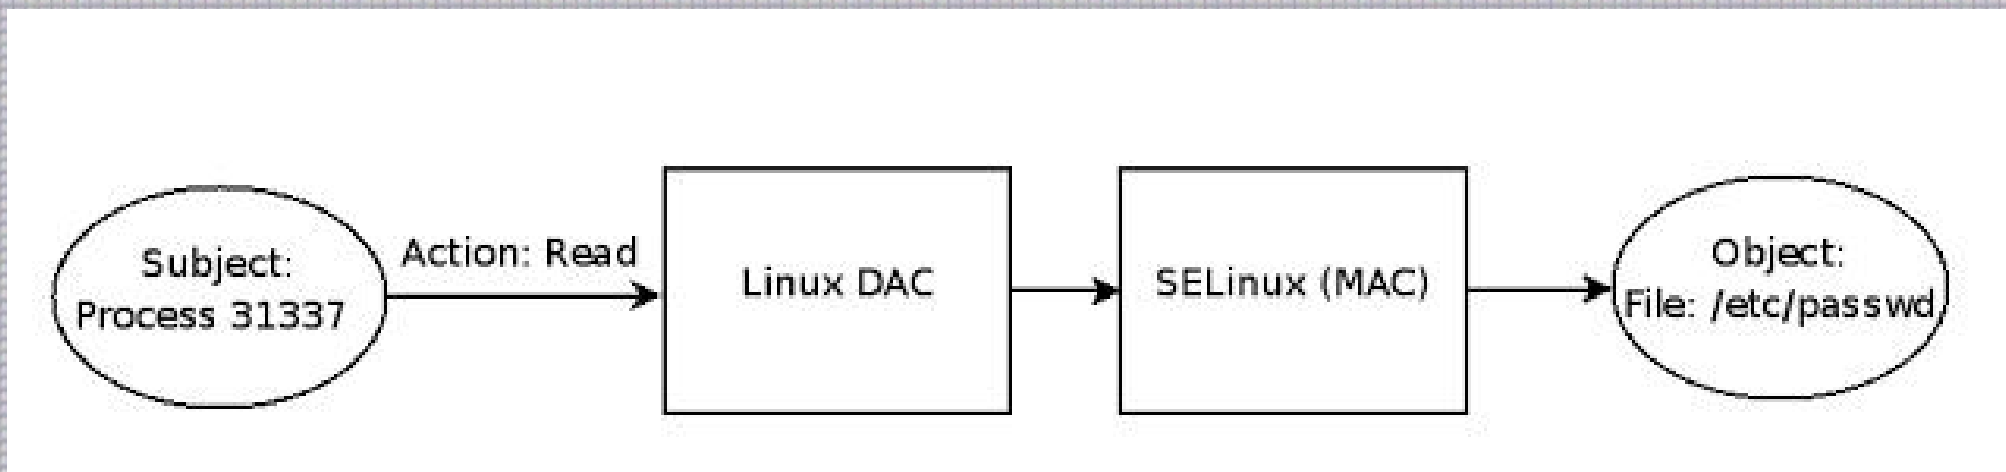 Subject:
Process 31337
Action: Read
Linux DAC
SELinux (MAC)
Object:
File: /etc/passwd